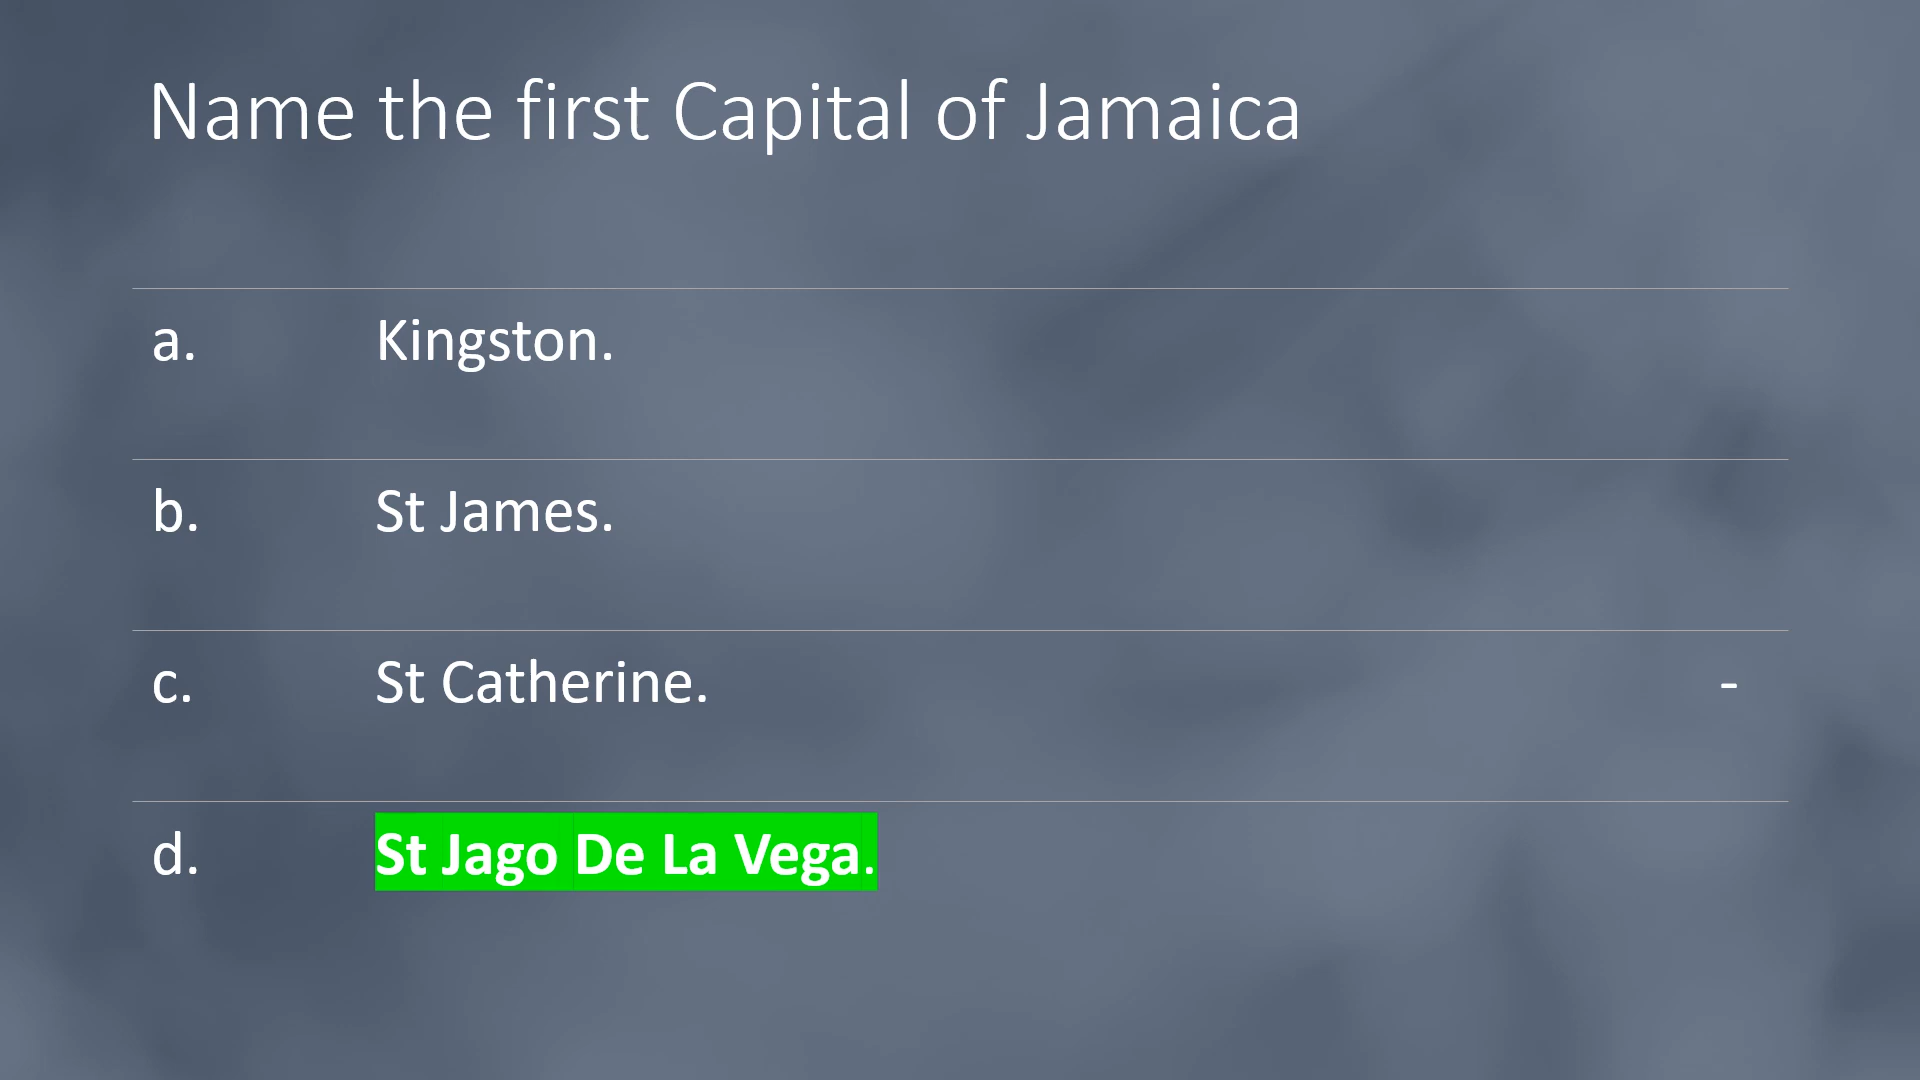 Name the first Capital of Jamaica
a. Kingston.
b. St James.
c. St Catherine. -
d. St Jago De La Vega.